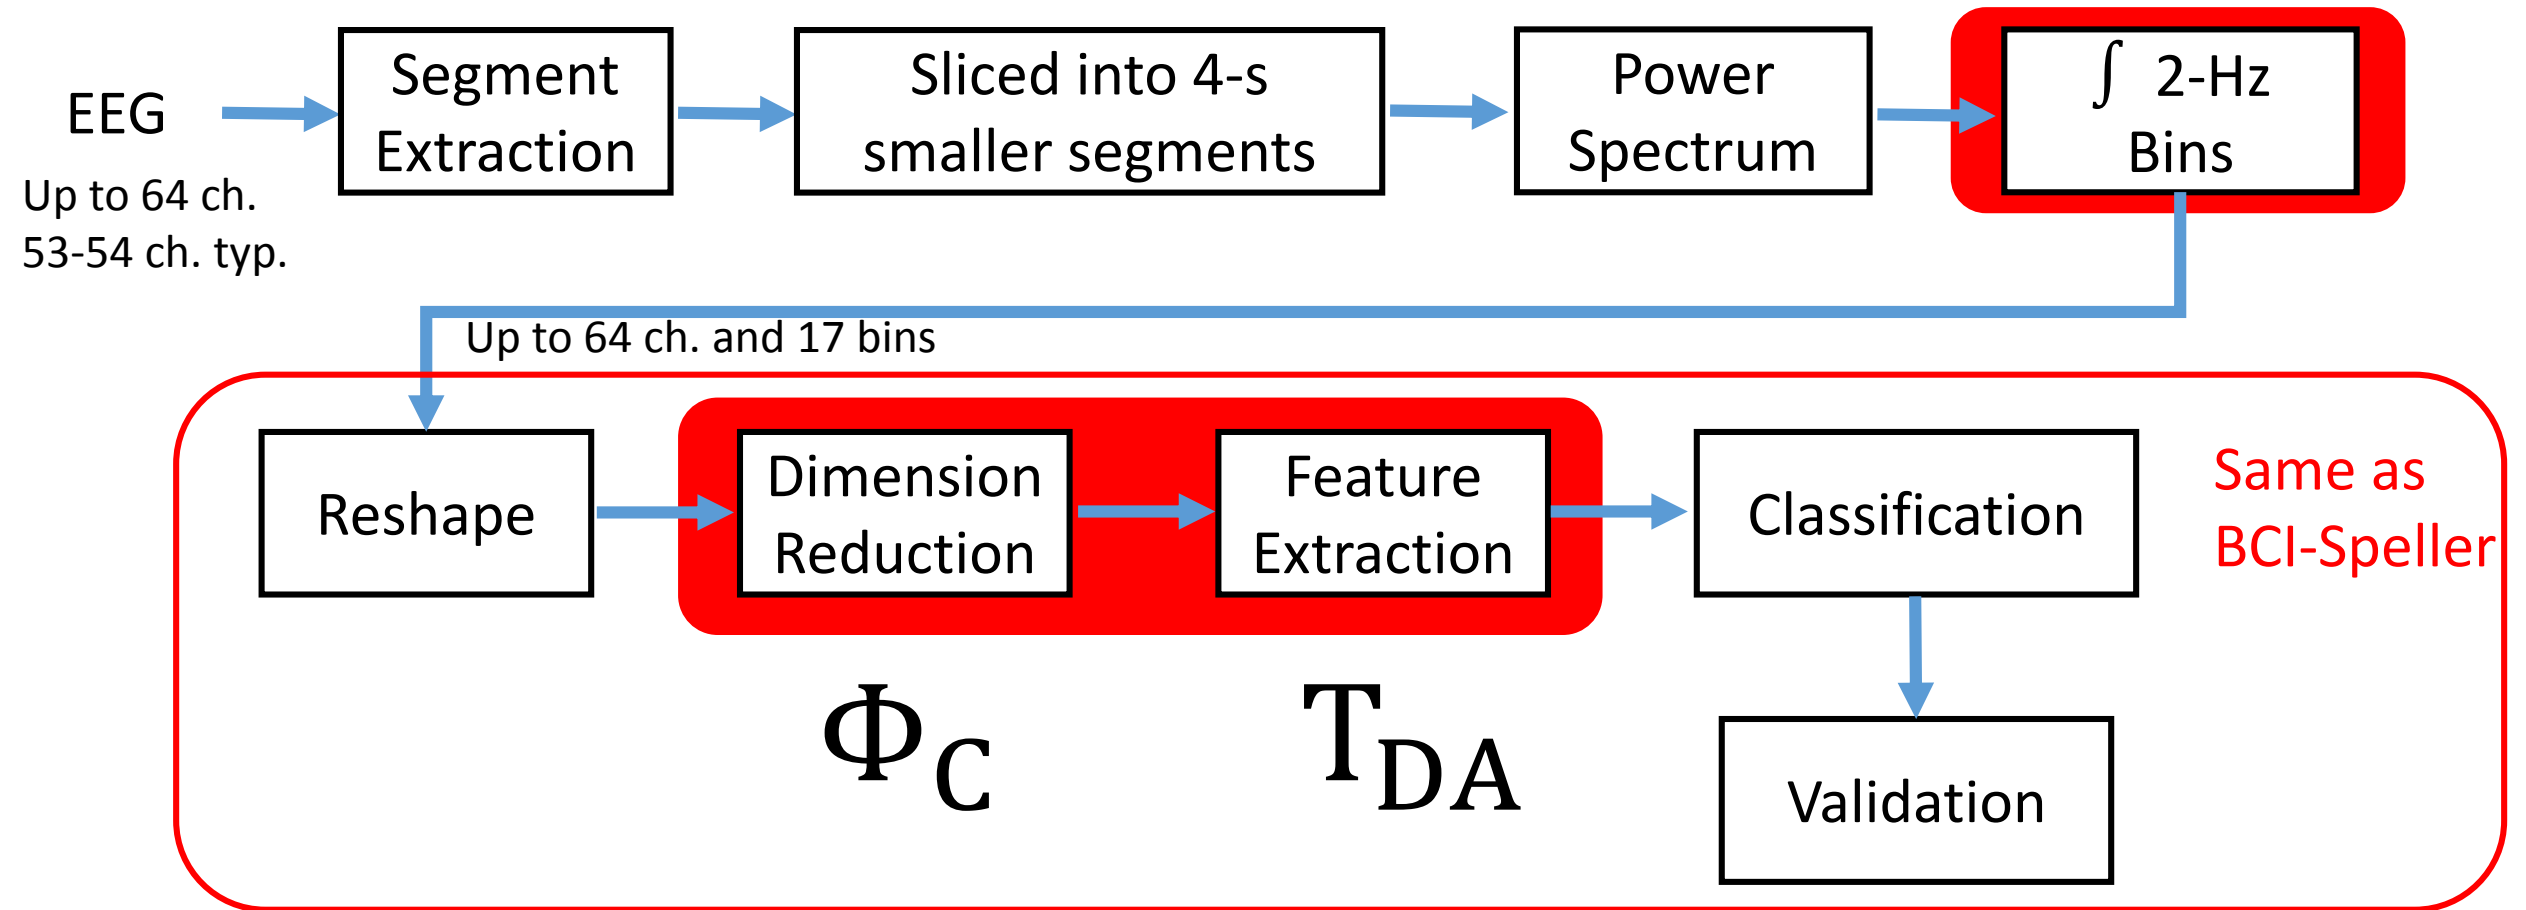 EEG
Up to 64 ch.
53-54 ch. typ.
Segment
Extraction
Sliced into 4-s
smaller segments
Power
Spectrum
∫ 2-Hz
Bins
Up to 64 ch. and 17 bins
Reshape
Dimension
Reduction
Feature
Extraction
Classification
Same as
BCI-Speller
Φ_C
T_DA
Validation